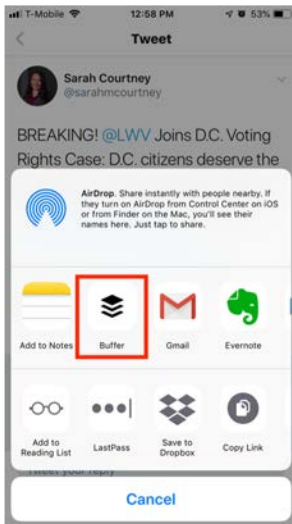 T-Mobile 12:58 PM 53%
Tweet
Sarah Courtney
@sarahmcourtney
BREAKING! @LWV Joins D.C. Voting
Rights Case: D.C. citizens deserve the
AirDrop. Share instantly with people nearby. If
they turn on AirDrop from Control Center on iOS
or from Finder on the Mac, you'll see their
names here. Just tap to share.
Add to Notes Buffer Gmail Evernote
Add to
Reading List LastPass Save to
Dropbox Copy Link
Tweet your reply
Cancel